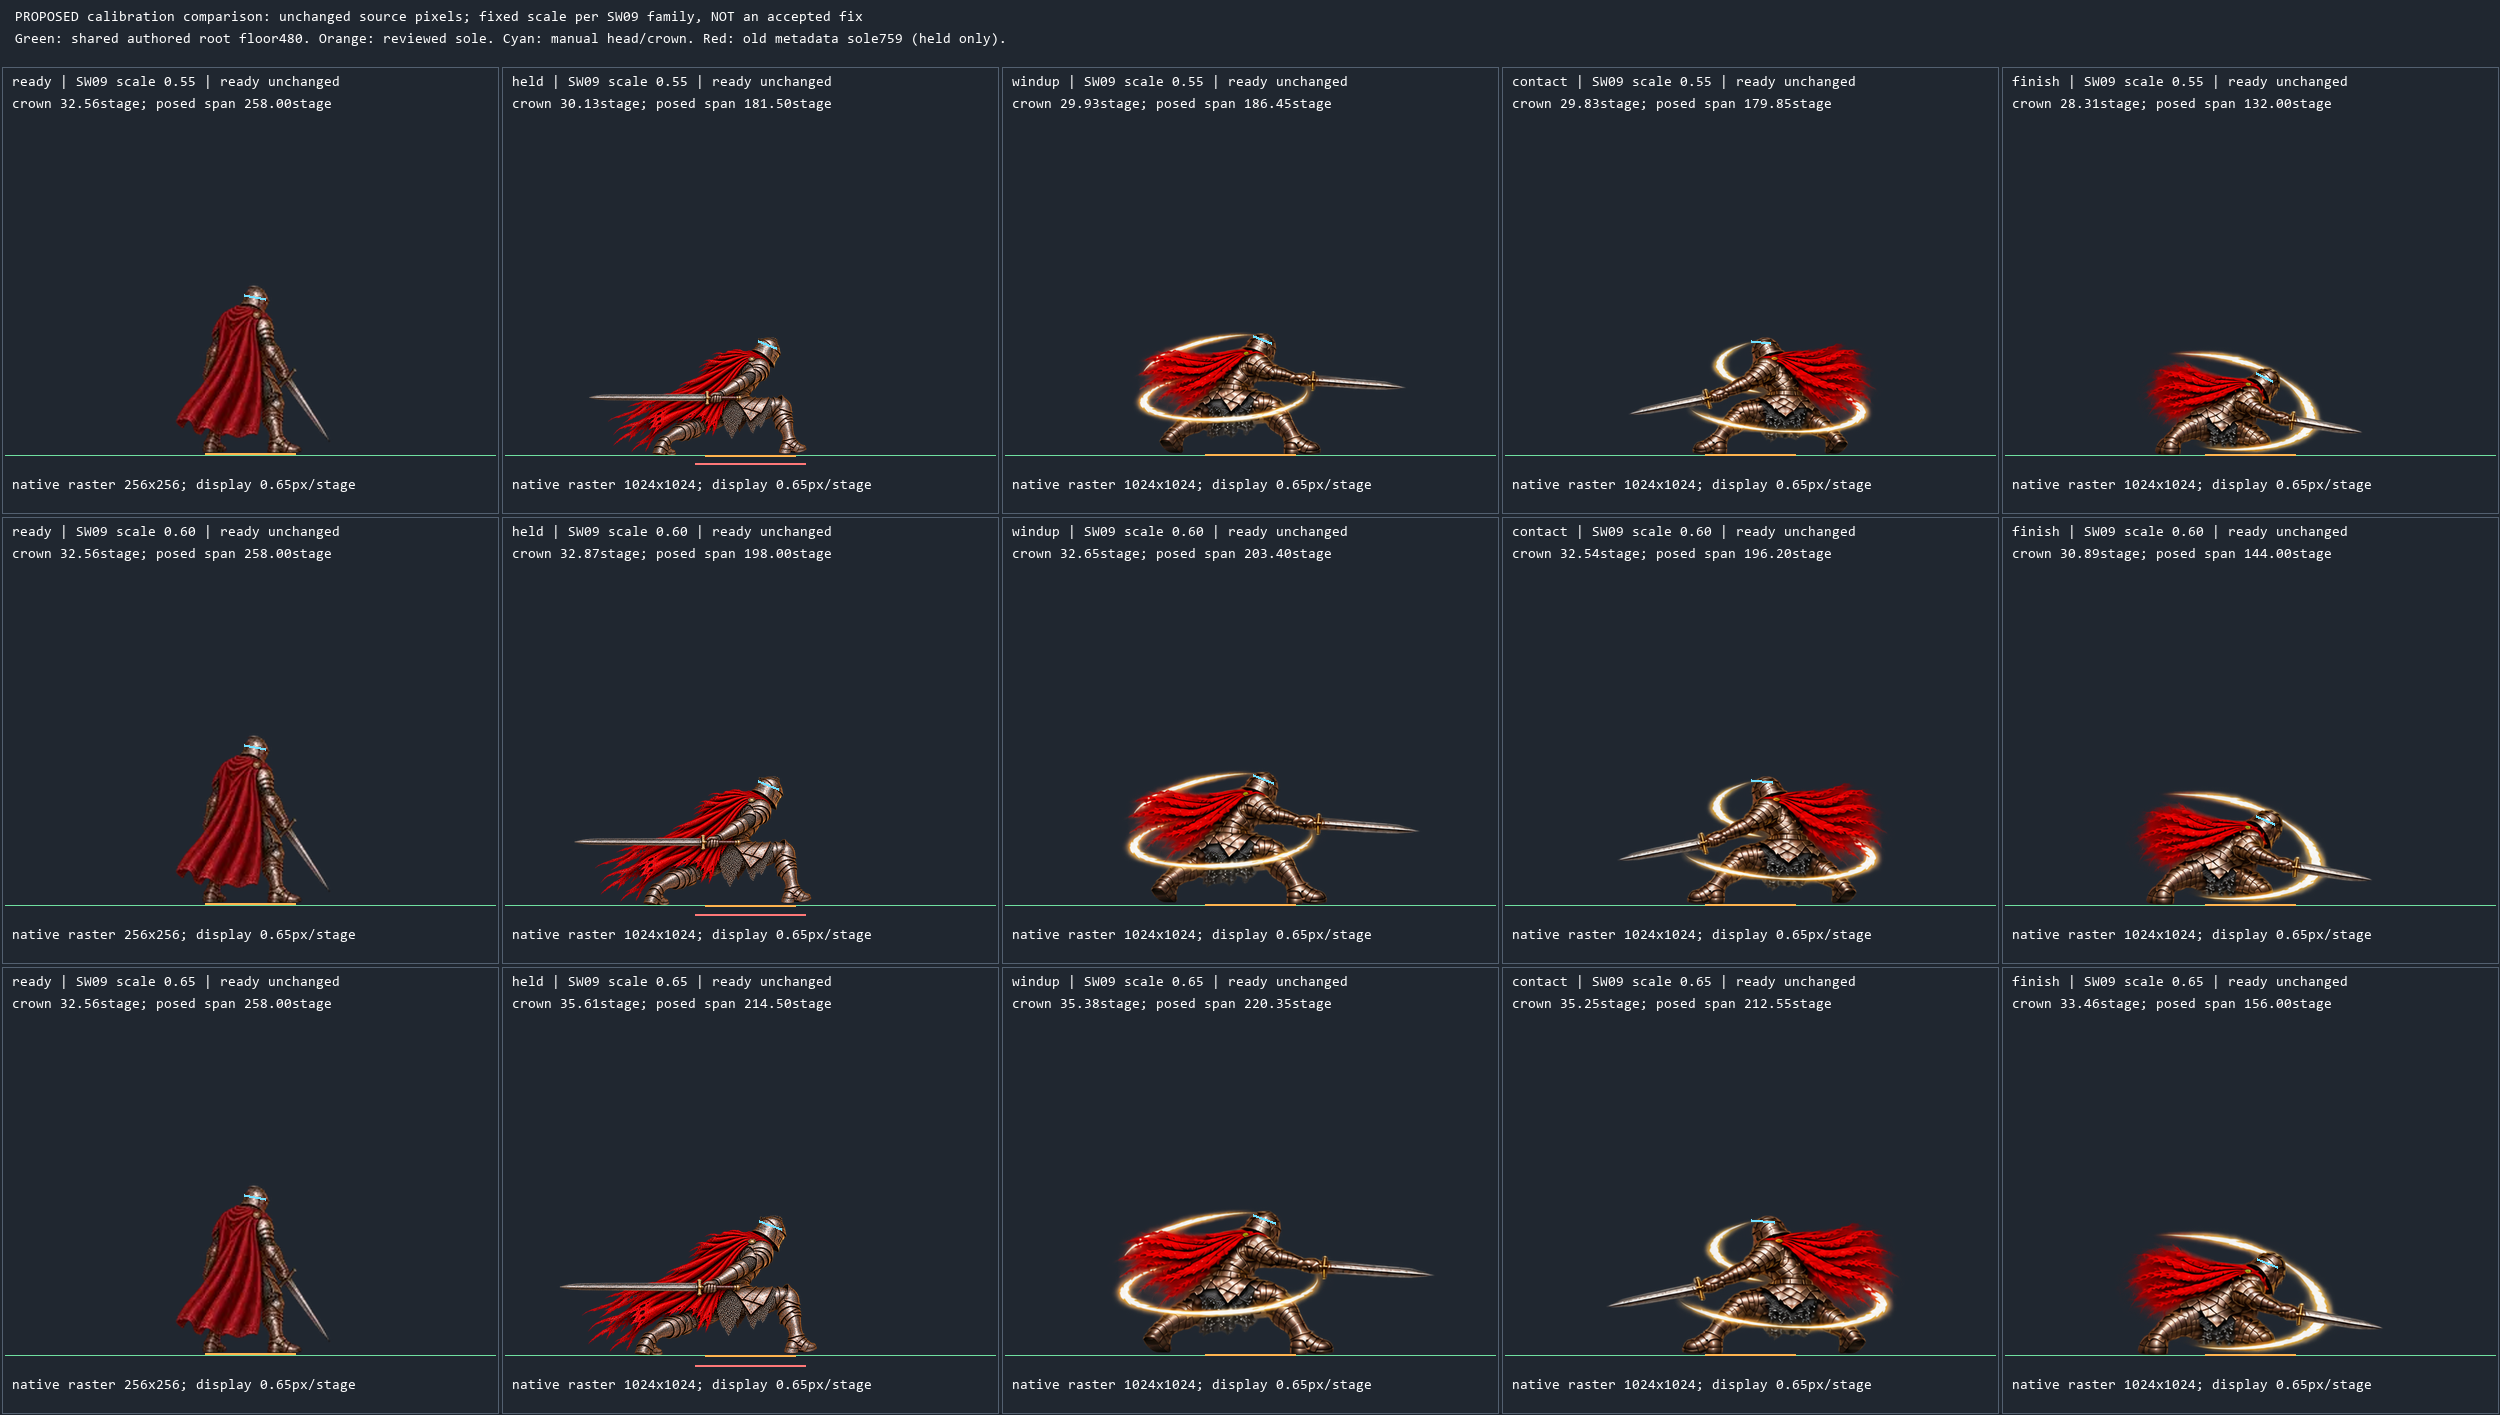 PROPOSED calibration comparison: unchanged source pixels; fixed scale per SW09 family, NOT an accepted fix
Green: shared authored root floor480. Orange: reviewed sole. Cyan: manual head/crown. Red: old metadata sole759 (held only).
ready | SW09 scale 0.55 | ready unchanged
crown 32.56stage; posed span 258.00stage
native raster 256x256; display 0.65px/stage
held | SW09 scale 0.55 | ready unchanged
crown 30.13stage; posed span 181.50stage
native raster 1024x1024; display 0.65px/stage
windup | SW09 scale 0.55 | ready unchanged
crown 29.93stage; posed span 186.45stage
native raster 1024x1024; display 0.65px/stage
contact | SW09 scale 0.55 | ready unchanged
crown 29.83stage; posed span 179.85stage
native raster 1024x1024; display 0.65px/stage
finish | SW09 scale 0.55 | ready unchanged
crown 28.31stage; posed span 132.00stage
native raster 1024x1024; display 0.65px/stage
ready | SW09 scale 0.60 | ready unchanged
crown 32.56stage; posed span 258.00stage
native raster 256x256; display 0.65px/stage
held | SW09 scale 0.60 | ready unchanged
crown 32.87stage; posed span 198.00stage
native raster 1024x1024; display 0.65px/stage
windup | SW09 scale 0.60 | ready unchanged
crown 32.65stage; posed span 203.40stage
native raster 1024x1024; display 0.65px/stage
contact | SW09 scale 0.60 | ready unchanged
crown 32.54stage; posed span 196.20stage
native raster 1024x1024; display 0.65px/stage
finish | SW09 scale 0.60 | ready unchanged
crown 30.89stage; posed span 144.00stage
native raster 1024x1024; display 0.65px/stage
ready | SW09 scale 0.65 | ready unchanged
crown 32.56stage; posed span 258.00stage
native raster 256x256; display 0.65px/stage
held | SW09 scale 0.65 | ready unchanged
crown 35.61stage; posed span 214.50stage
native raster 1024x1024; display 0.65px/stage
windup | SW09 scale 0.65 | ready unchanged
crown 35.38stage; posed span 220.35stage
native raster 1024x1024; display 0.65px/stage
contact | SW09 scale 0.65 | ready unchanged
crown 35.25stage; posed span 212.55stage
native raster 1024x1024; display 0.65px/stage
finish | SW09 scale 0.65 | ready unchanged
crown 33.46stage; posed span 156.00stage
native raster 1024x1024; display 0.65px/stage